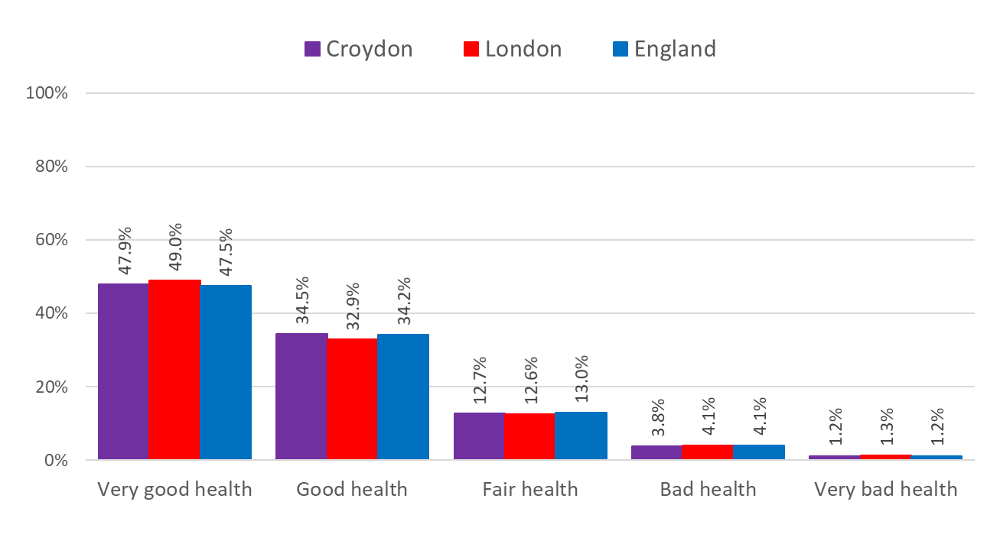 Croydon London England
100%
80%
60%
40%
20%
0%
47.9% 49.0% 47.5%
34.5% 32.9% 34.2%
12.7% 12.6% 13.0%
3.8% 4.1% 4.1%
1.2% 1.3% 1.2%
Very good health Good health Fair health Bad health Very bad health